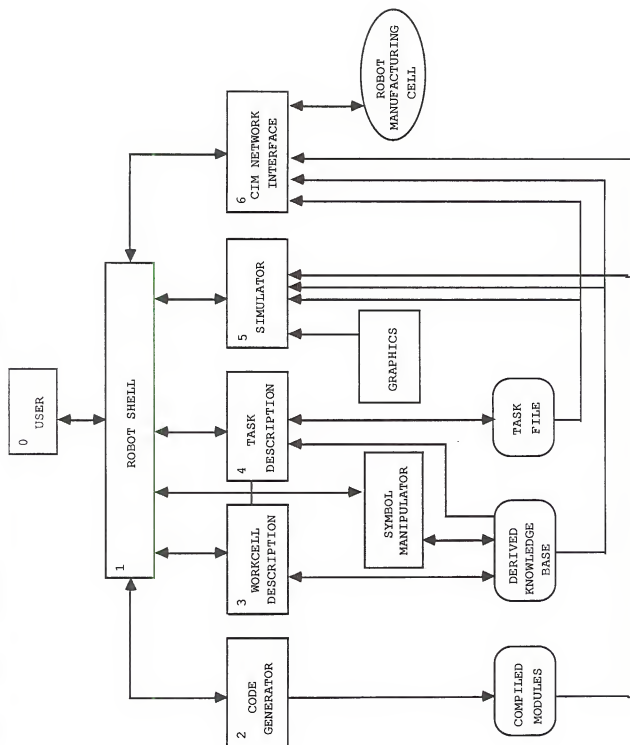 0
USER
1
ROBOT SHELL
2
CODE
GENERATOR
3
WORKCELL
DESCRIPTION
4
TASK
DESCRIPTION
5
SIMULATOR
6
CIM NETWORK
INTERFACE
SYMBOL
MANIPULATOR
GRAPHICS
ROBOT
MANUFACTURING
CELL
COMPILED
MODULES
DERIVED
KNOWLEDGE
BASE
TASK
FILE